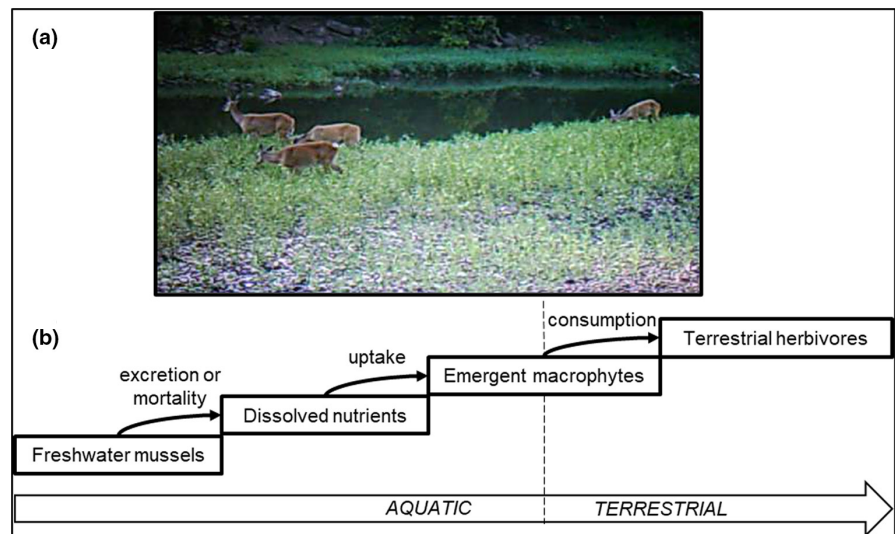 (a)
(b)
consumption
Terrestrial herbivores
uptake
Emergent macrophytes
excretion or
mortality
Dissolved nutrients
Freshwater mussels
AQUATIC
TERRESTRIAL